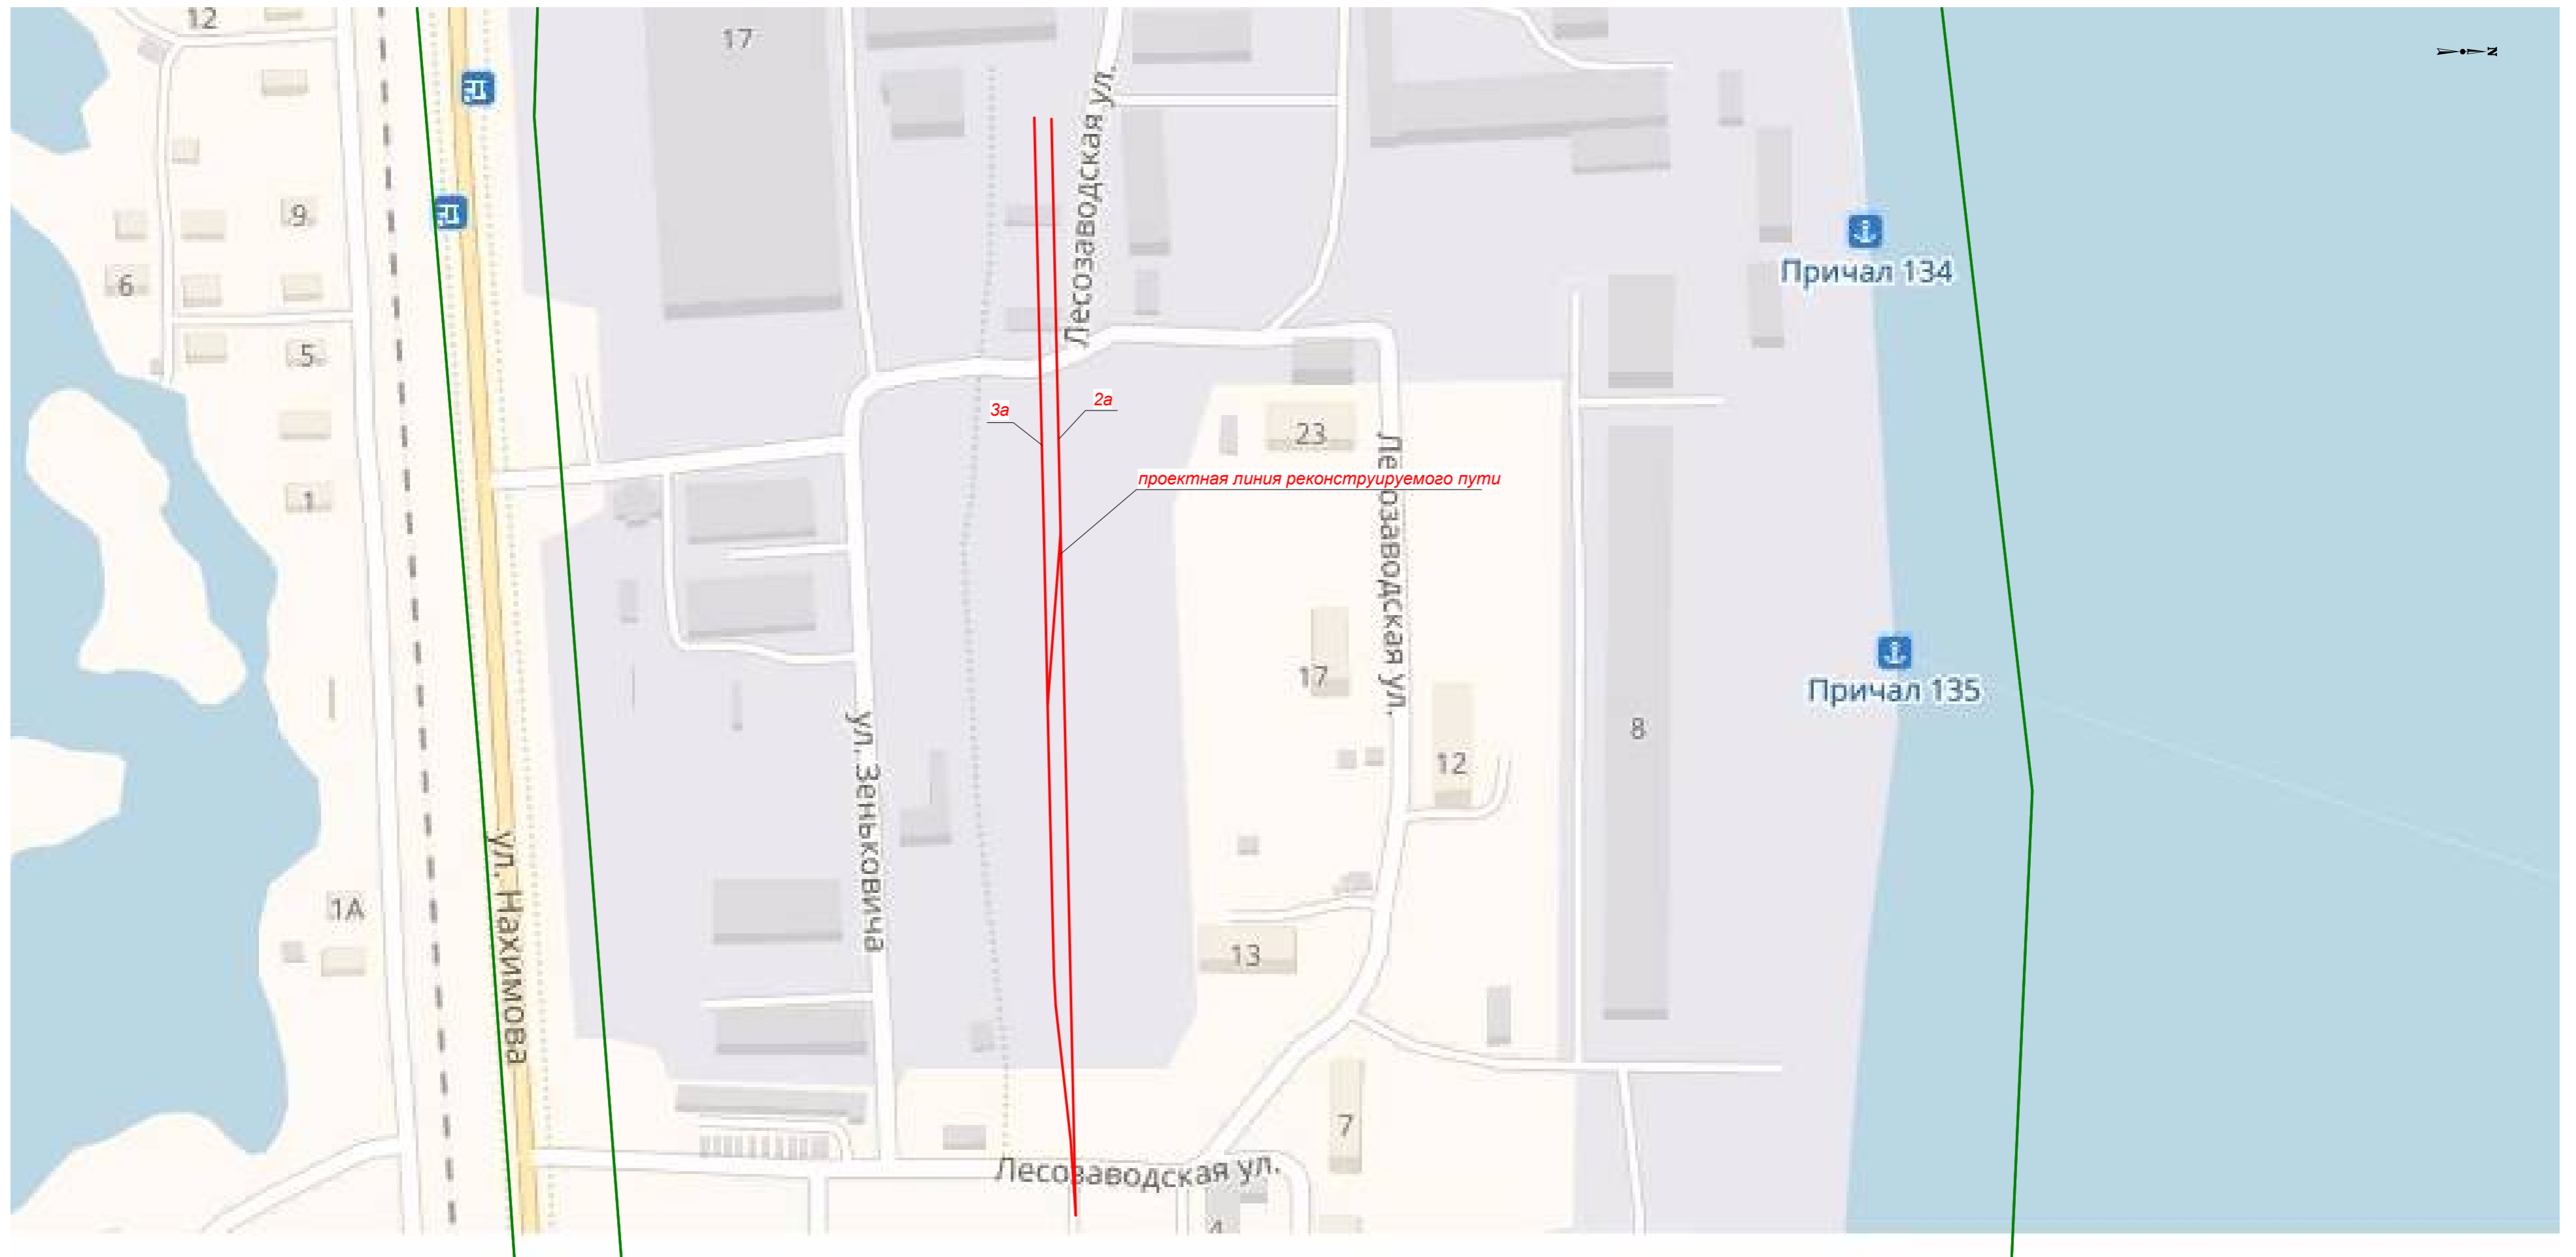 12
17
N
Лесозаводская ул.
9
6
Причал 134
5
3а
2а
23
проектная линия реконструируемого пути
1
Лесозаводская ул.
17
Причал 135
8
ул. Зеньковича
12
ул. Нахимова
1А
13
7
Лесозаводская ул.
4